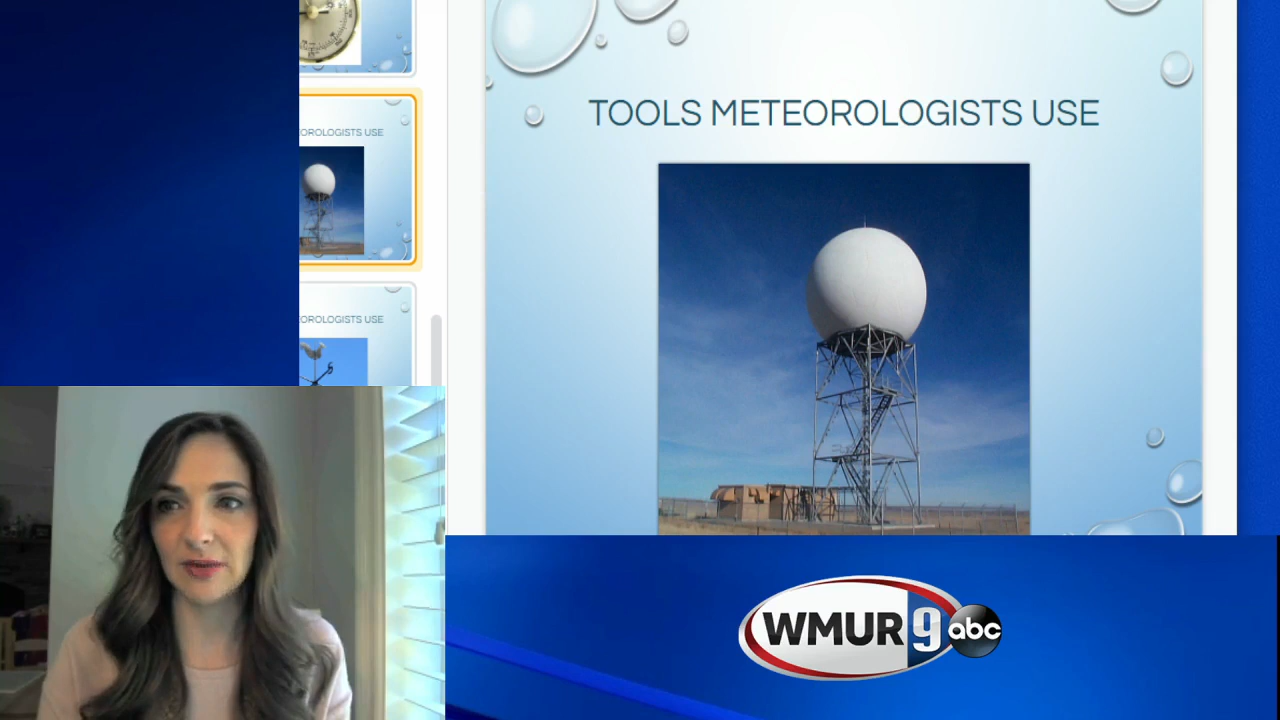 TOOLS METEOROLOGISTS USE
OROLOGISTS USE
OROLOGISTS USE
WMUR 9 abc